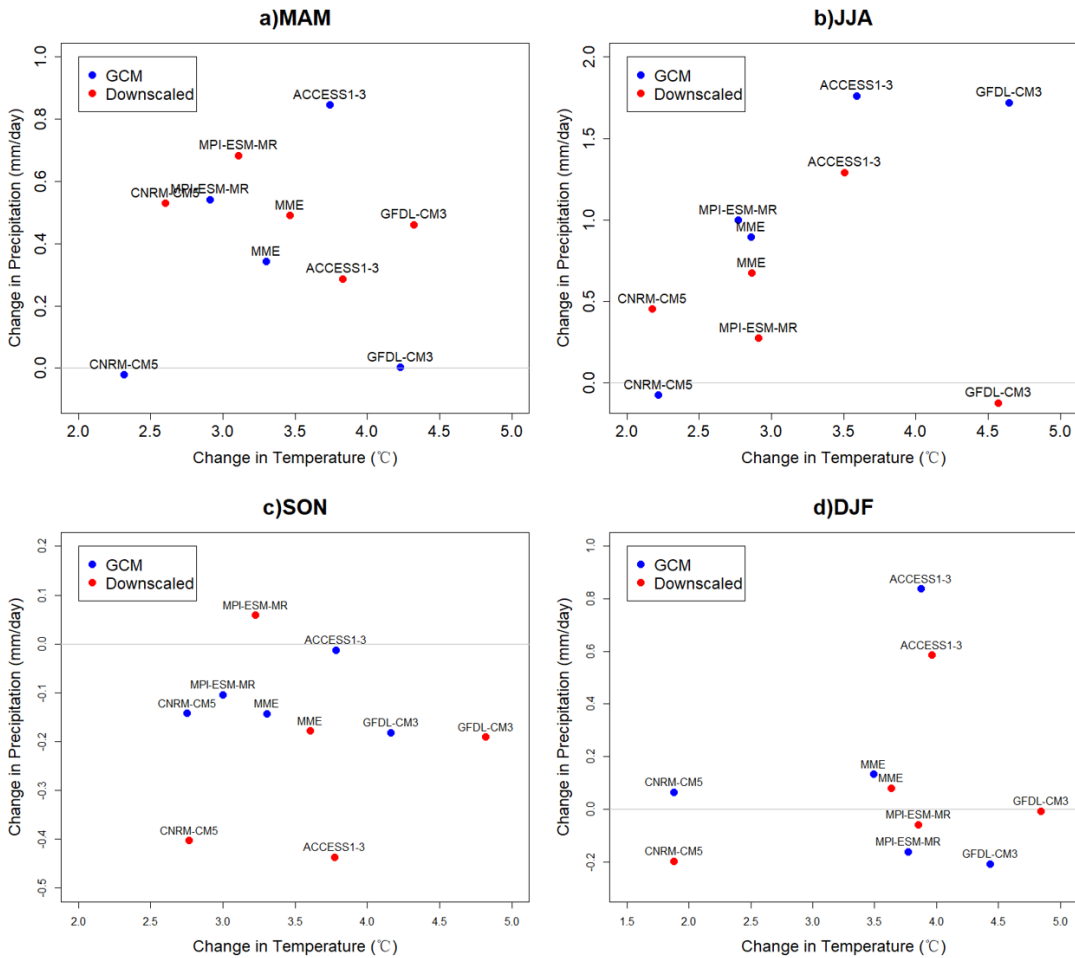 a)MAM
Change in Precipitation (mm/day)
1.0
0.8
0.6
0.4
0.2
0.0
GCM
Downscaled
ACCESS1-3
MPI-ESM-MR
CNRM-CM5
MPI-ESM-MR
MME
GFDL-CM3
MME
ACCESS1-3
CNRM-CM5
GFDL-CM3
2.0 2.5 3.0 3.5 4.0 4.5 5.0
Change in Temperature (℃)
b)JJA
Change in Precipitation (mm/day)
2.0
1.5
1.0
0.5
0.0
GCM
Downscaled
ACCESS1-3
GFDL-CM3
ACCESS1-3
MPI-ESM-MR
MME
MME
CNRM-CM5
MPI-ESM-MR
CNRM-CM5
GFDL-CM3
2.0 2.5 3.0 3.5 4.0 4.5 5.0
Change in Temperature (℃)
c)SON
Change in Precipitation (mm/day)
0.2
0.1
0.0
-0.1
-0.2
-0.3
-0.4
-0.5
GCM
Downscaled
MPI-ESM-MR
ACCESS1-3
MPI-ESM-MR
CNRM-CM5
MME
MME
GFDL-CM3
GFDL-CM3
CNRM-CM5
ACCESS1-3
2.0 2.5 3.0 3.5 4.0 4.5 5.0
Change in Temperature (℃)
d)DJF
Change in Precipitation (mm/day)
1.0
0.8
0.6
0.4
0.2
0.0
-0.2
GCM
Downscaled
ACCESS1-3
ACCESS1-3
MME
MME
CNRM-CM5
GFDL-CM3
MPI-ESM-MR
MPI-ESM-MR
CNRM-CM5
GFDL-CM3
1.5 2.0 2.5 3.0 3.5 4.0 4.5 5.0
Change in Temperature (℃)